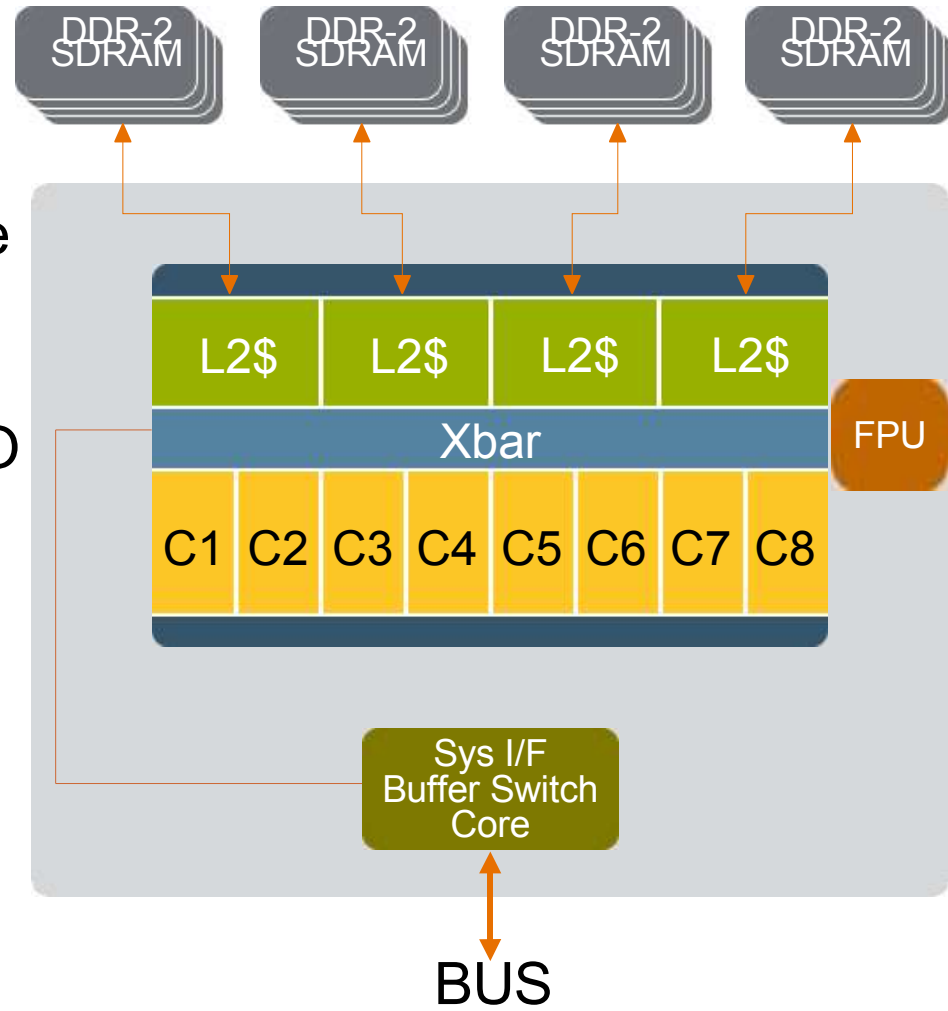 DDR-2
SDRAM
DDR-2
SDRAM
DDR-2
SDRAM
DDR-2
SDRAM
e
L2$ L2$ L2$ L2$
Xbar
FPU
C1 C2 C3 C4 C5 C6 C7 C8
Sys I/F
Buffer Switch
Core
BUS